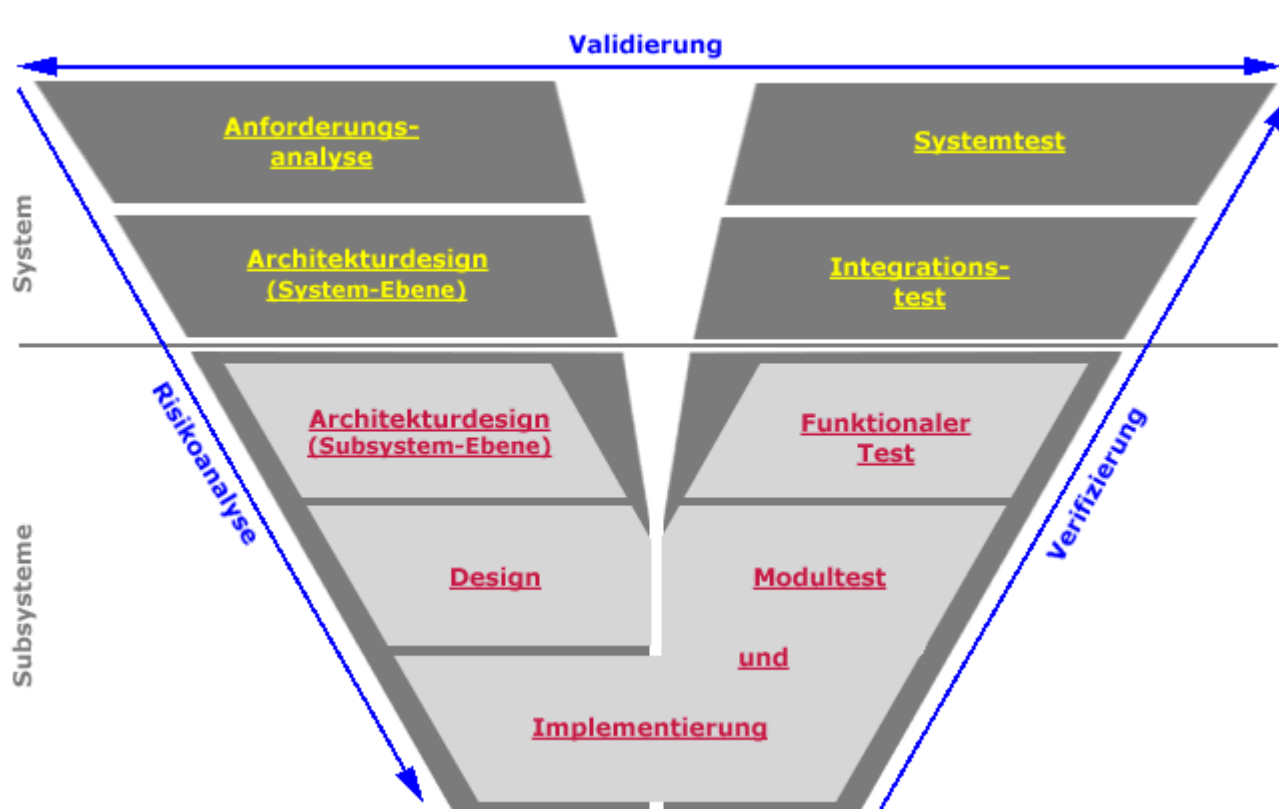 Validierung
Anforderungs-
analyse
Systemtest
System
Architekturdesign
(System-Ebene)
Integrations-
test
Risikoanalyse
Architekturdesign
(Subsystem-Ebene)
Funktionaler
Test
Verifizierung
Subsysteme
Design
Modultest
und
Implementierung